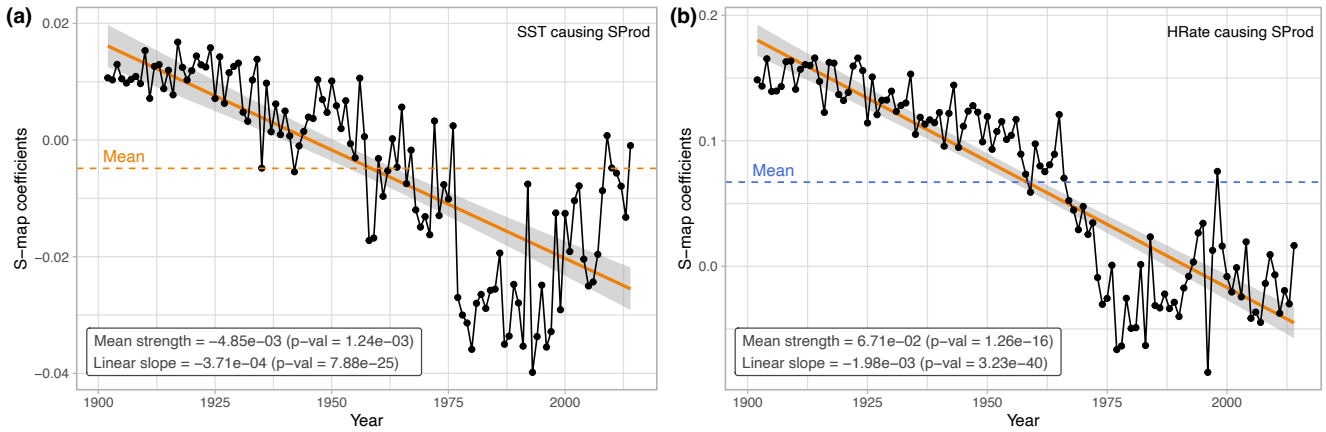 (a)
SST causing SProd
0.02
0.00
−0.02
−0.04
S−map coefficients
Mean
Mean strength = −4.85e−03 (p−val = 1.24e−03)
Linear slope = −3.71e−04 (p−val = 7.88e−25)
1900 1925 1950 1975 2000
Year
(b)
HRate causing SProd
0.2
0.1
0.0
S−map coefficients
Mean
Mean strength = 6.71e−02 (p−val = 1.26e−16)
Linear slope = −1.98e−03 (p−val = 3.23e−40)
1900 1925 1950 1975 2000
Year